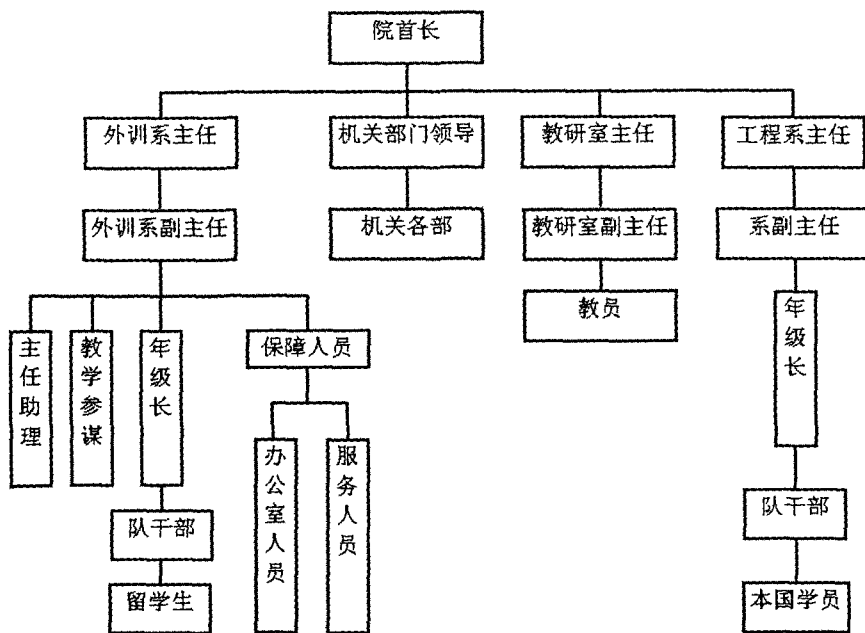 院首长
外训系主任
机关部门领导
教研室主任
工程系主任
外训系副主任
机关各部
教研室副主任
系副主任
教员
主任助理
教学参谋
年级长
保障人员
年级长
办公室人员
服务人员
队干部
队干部
留学生
本国学员